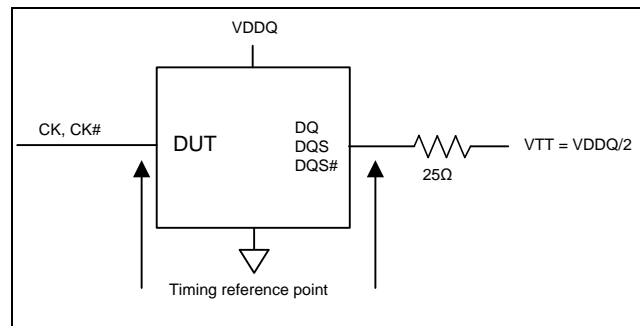 VDDQ
CK, CK#
DUT
DQ
DQS
DQS#
25Ω
VTT = VDDQ/2
Timing reference point